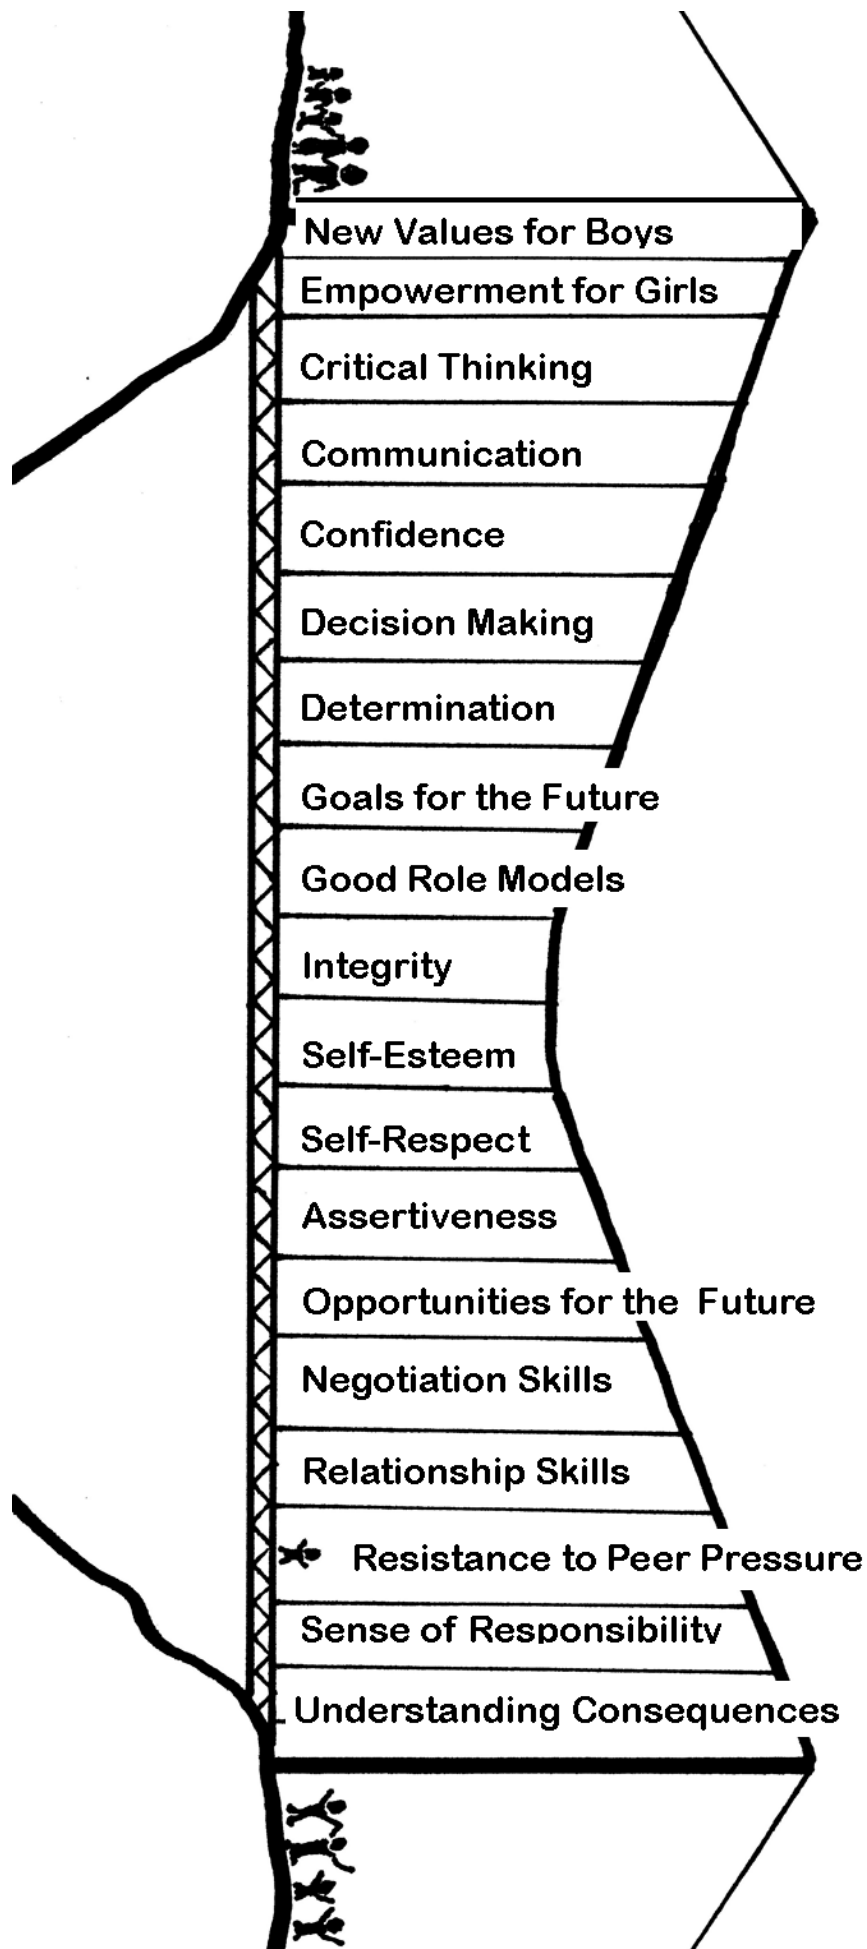 New Values for Boys
Empowerment for Girls
Critical Thinking
Communication
Confidence
Decision Making
Determination
Goals for the Future
Good Role Models
Integrity
Self-Esteem
Self-Respect
Assertiveness
Opportunities for the Future
Negotiation Skills
Relationship Skills
Resistance to Peer Pressure
Sense of Responsibility
Understanding Consequences